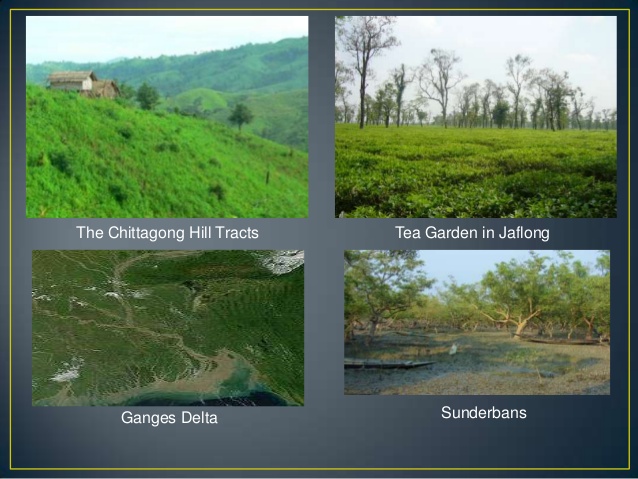 The Chittagong Hill Tracts
Tea Garden in Jaflong
Ganges Delta
Sunderbans